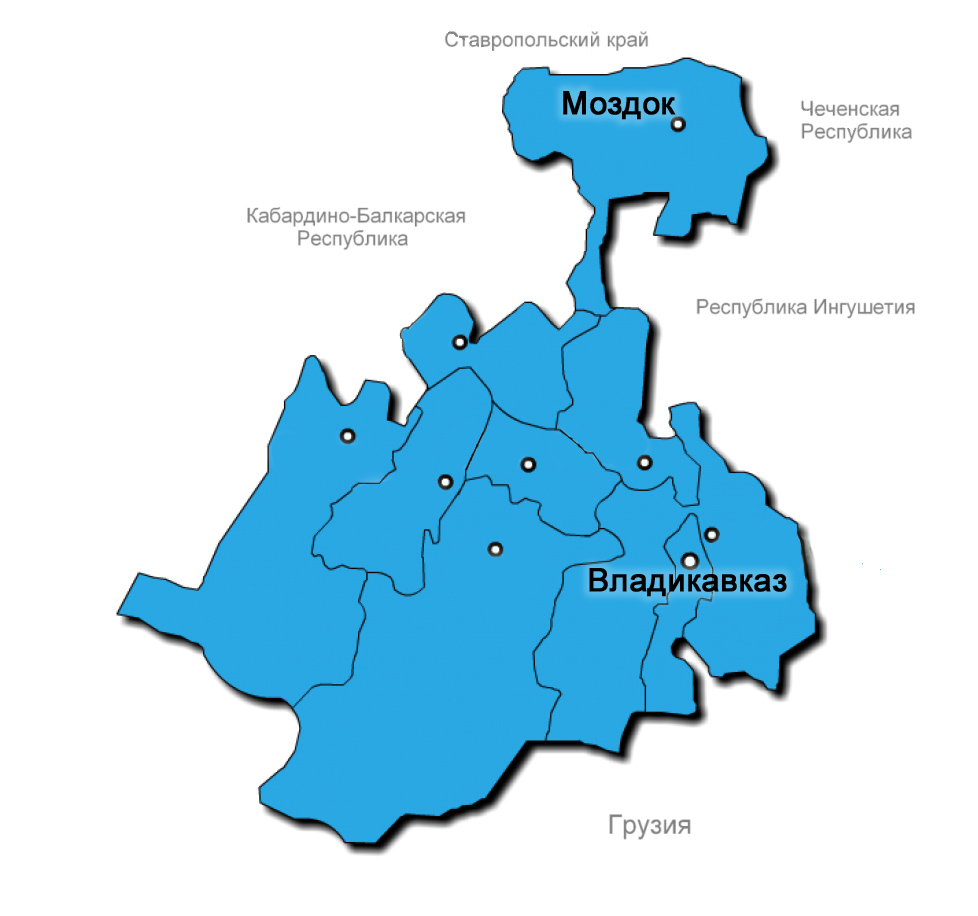 Ставропольский край
Моздок
Чеченская
Республика
Кабардино-Балкарская
Республика
Республика Ингушетия
Владикавказ
Грузия